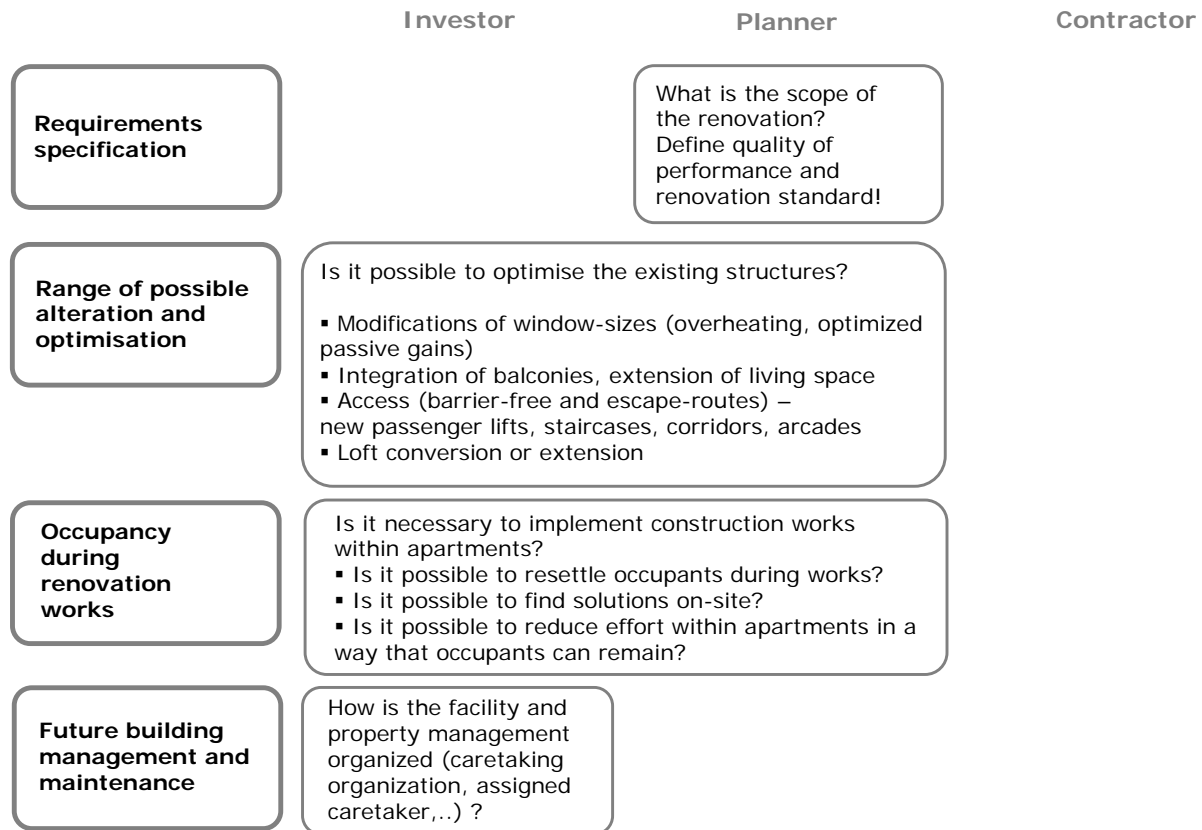 Investor
Planner
Contractor
Requirements
specification
What is the scope of
the renovation?
Define quality of
performance and
renovation standard!
Range of possible
alteration and
optimisation
Is it possible to optimise the existing structures?
▪ Modifications of window-sizes (overheating, optimized
passive gains)
▪ Integration of balconies, extension of living space
▪ Access (barrier-free and escape-routes) –
new passenger lifts, staircases, corridors, arcades
▪ Loft conversion or extension
Occupancy
during
renovation
works
Is it necessary to implement construction works
within apartments?
▪ Is it possible to resettle occupants during works?
▪ Is it possible to find solutions on-site?
▪ Is it possible to reduce effort within apartments in a
way that occupants can remain?
Future building
management and
maintenance
How is the facility and
property management
organized (caretaking
organization, assigned
caretaker,..) ?